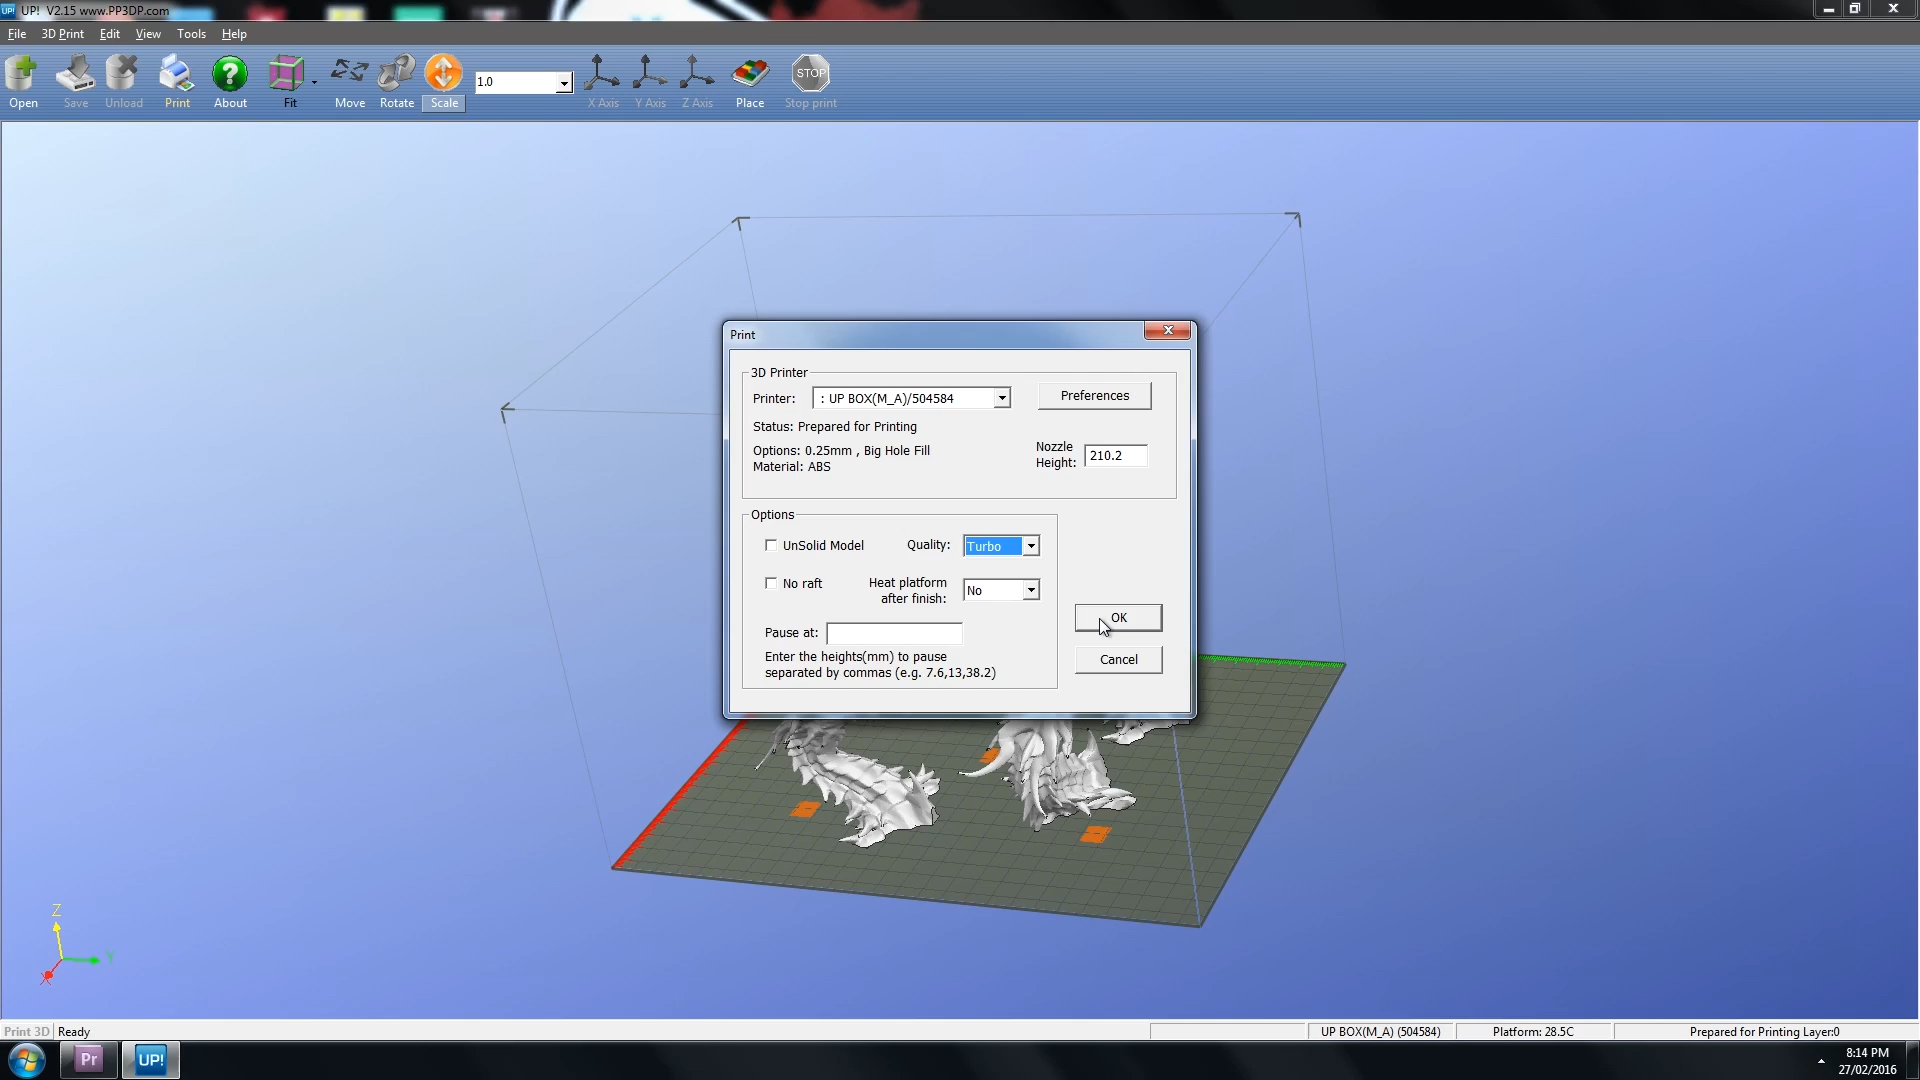 UP! UP! V2.15 www.PP3DP.com
File 3D Print Edit View Tools Help
1.0
STOP
Open Save Unload Print About Fit Move Rotate Scale X Axis Y Axis Z Axis Place Stop print
Print
3D Printer
Printer: : UP BOX(M_A)/504584 Preferences
Status: Prepared for Printing
Options: 0.25mm , Big Hole Fill
Material: ABS
Nozzle
Height: 210.2
Options
UnSolid Model Quality: Turbo
No raft Heat platform
after finish: No
OK
Pause at:
Enter the heights(mm) to pause
separated by commas (e.g. 7.6,13,38.2)
Cancel
Z
Y
X
Print 3D Ready UP BOX(M_A) (504584) Platform: 28.5C Prepared for Printing Layer:0
Pr UP! 8:14 PM
27/02/2016